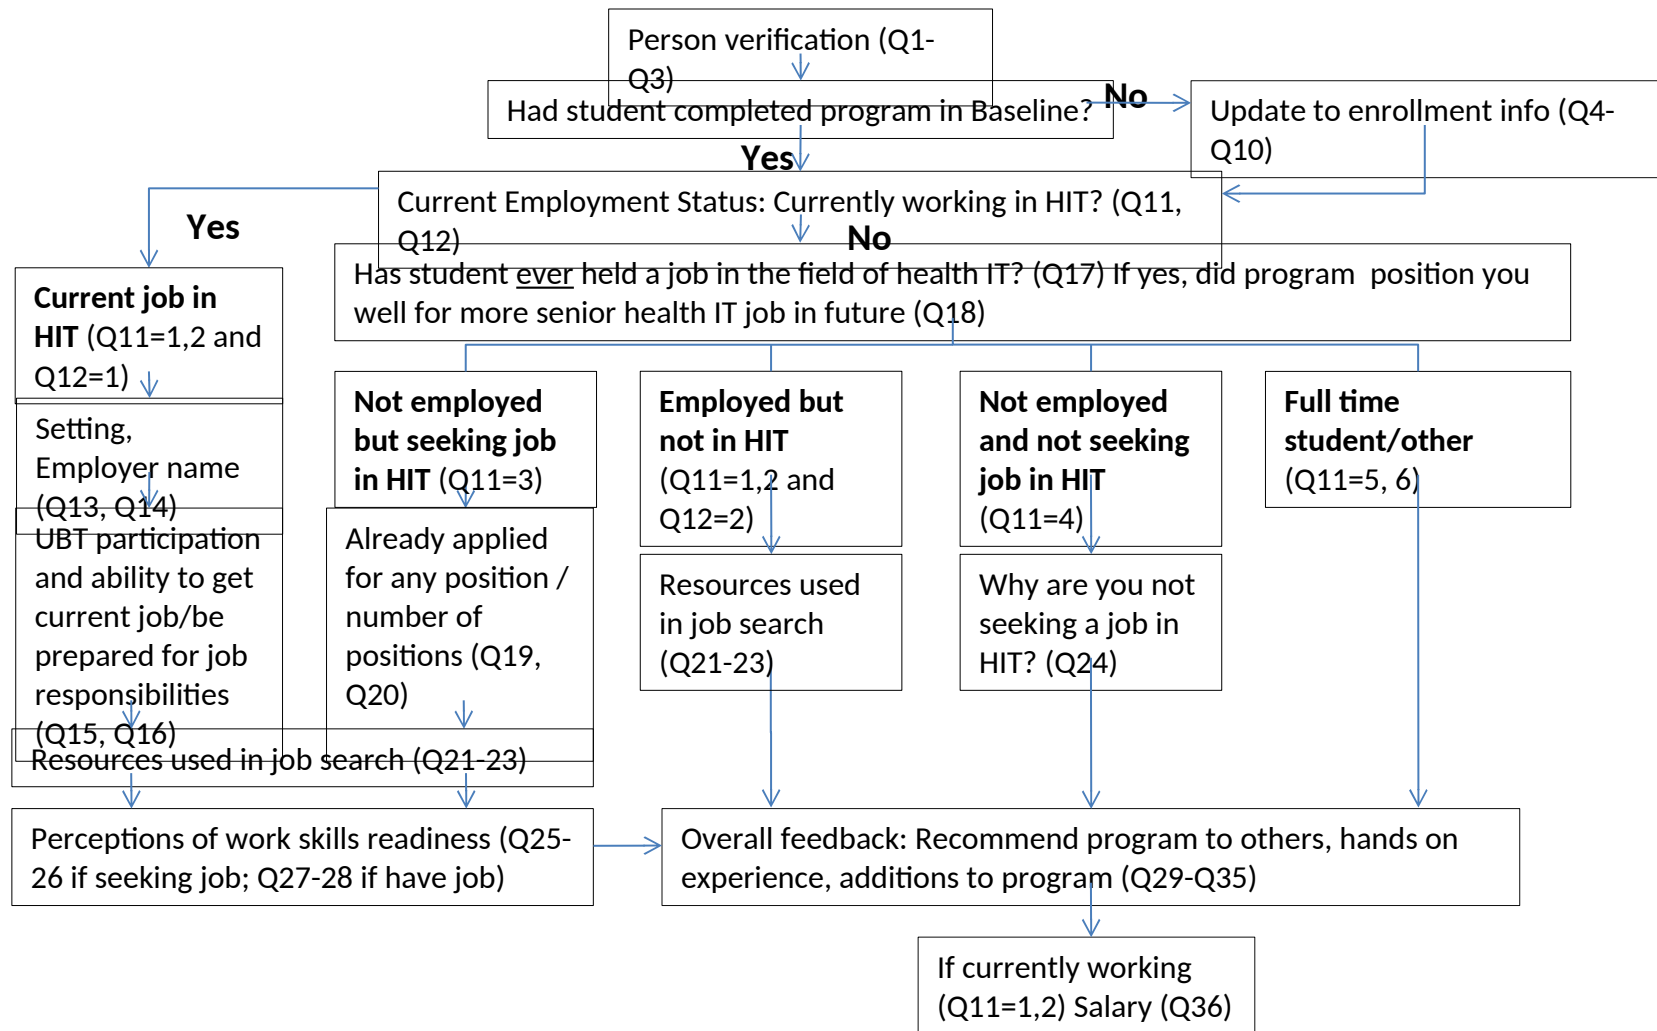 Person verification (Q1-
Q3)
Had student completed program in Baseline?
No
Update to enrollment info (Q4-
Q10)
Yes
Current Employment Status: Currently working in HIT? (Q11,
Q12)
Yes
No
Has student ever held a job in the field of health IT? (Q17) If yes, did program  position you
well for more senior health IT job in future (Q18)
Current job in
HIT (Q11=1,2 and
Q12=1)
Setting,
Employer name
(Q13, Q14)
UBT participation
and ability to get
current job/be
prepared for job
responsibilities
(Q15, Q16)
Not employed
but seeking job
in HIT (Q11=3)
Already applied
for any position /
number of
positions (Q19,
Q20)
Employed but
not in HIT
(Q11=1,2 and
Q12=2)
Resources used
in job search
(Q21-23)
Not employed
and not seeking
job in HIT
(Q11=4)
Why are you not
seeking a job in
HIT? (Q24)
Full time
student/other
(Q11=5, 6)
Resources used in job search (Q21-23)
Perceptions of work skills readiness (Q25-
26 if seeking job; Q27-28 if have job)
Overall feedback: Recommend program to others, hands on
experience, additions to program (Q29-Q35)
If currently working
(Q11=1,2) Salary (Q36)